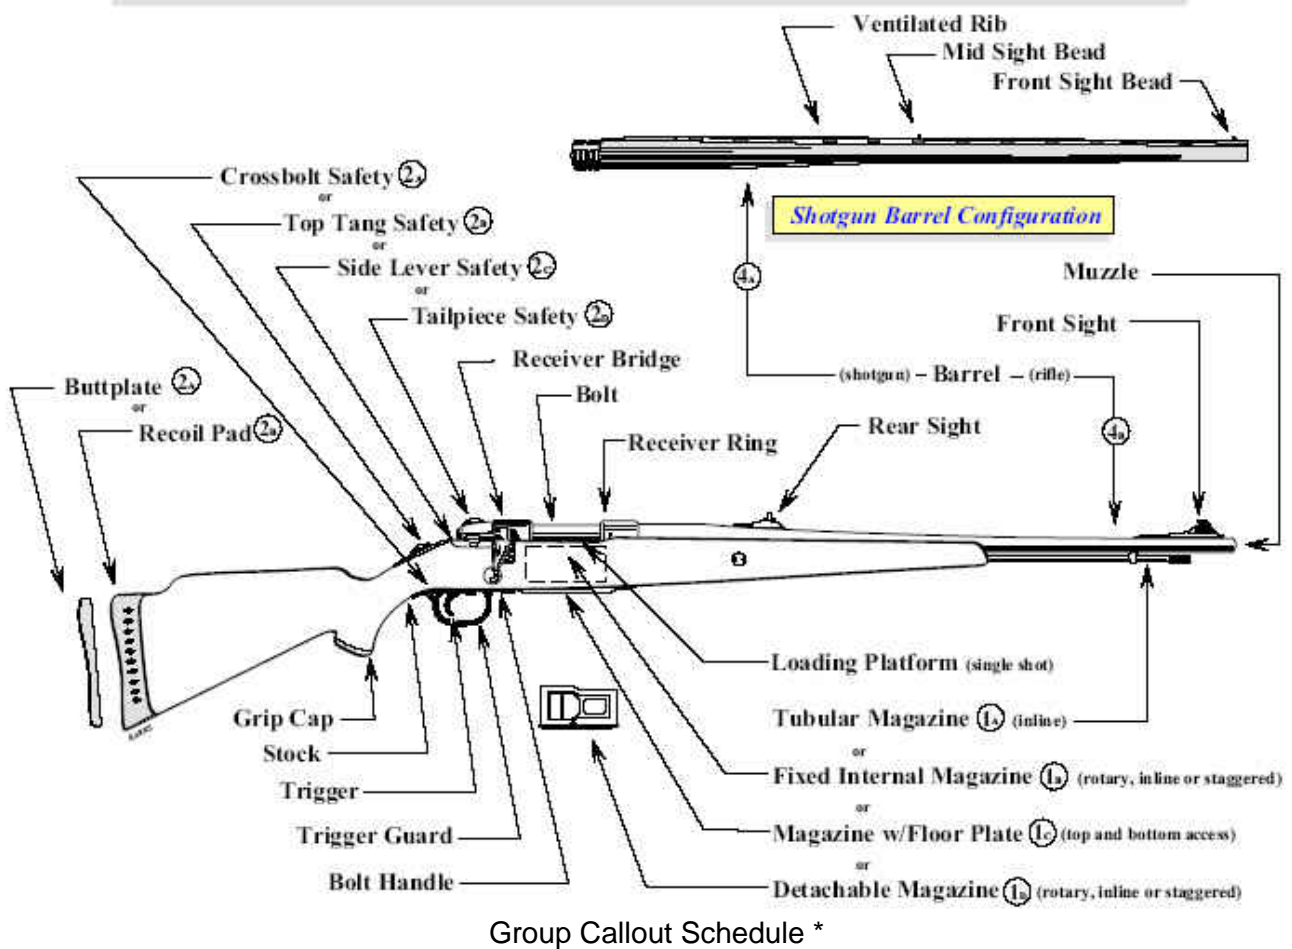 Ventilated Rib
Mid Sight Bead
Front Sight Bead
Crossbolt Safety 2A
or
Top Tang Safety 2B
or
Side Lever Safety 2C
or
Tailpiece Safety 2D
Shotgun Barrel Configuration
4A
Muzzle
Front Sight
Receiver Bridge
(shotgun) – Barrel – (rifle)
Buttplate 2A
or
Recoil Pad 2B
Bolt
Receiver Ring
Rear Sight
4B
Loading Platform (single shot)
Grip Cap
Tubular Magazine 1A (inline)
or
Stock
Fixed Internal Magazine 1B (rotary, inline or staggered)
or
Trigger
Trigger Guard
Magazine w/Floor Plate 1C (top and bottom access)
or
Bolt Handle
Detachable Magazine 1D (rotary, inline or staggered)
Group Callout Schedule *